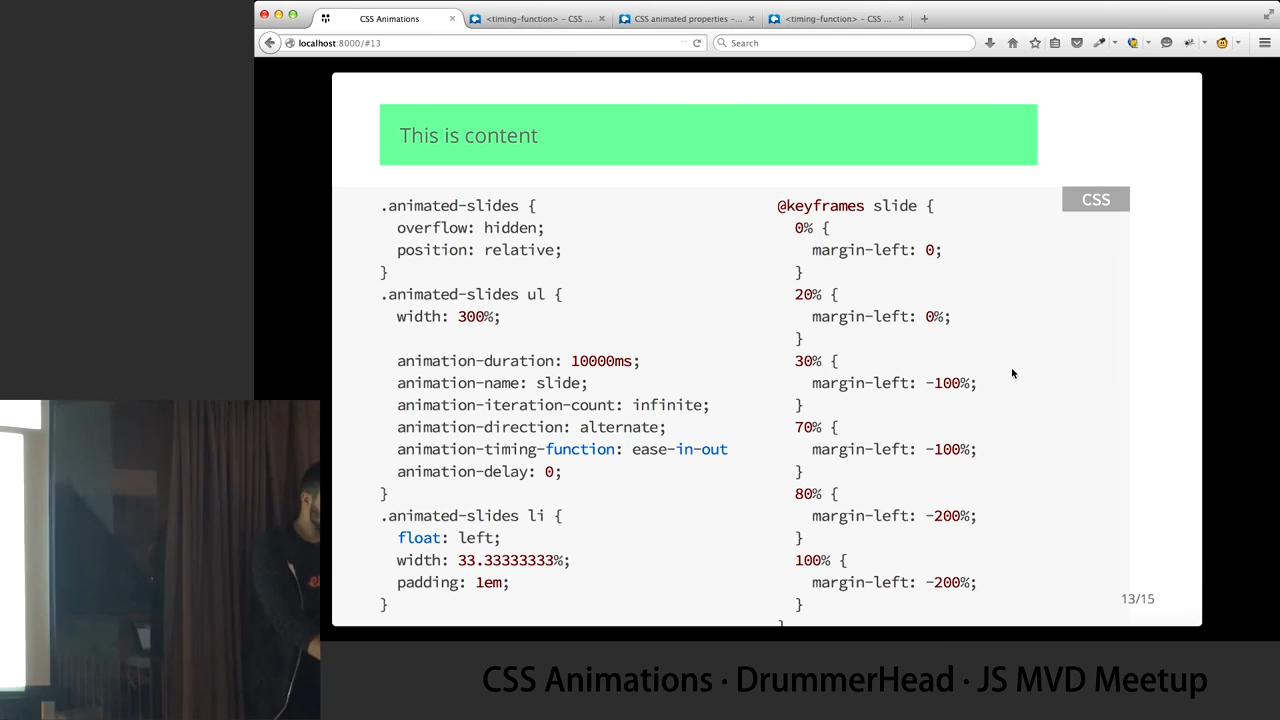 CSS Animations
<timing-function> - CSS ...
CSS animated properties –...
<timing-function> - CSS ...
localhost:8000/#13
Search
This is content
CSS
.animated-slides {
overflow: hidden;
position: relative;
}
.animated-slides ul {
width: 300%;
animation-duration: 10000ms;
animation-name: slide;
animation-iteration-count: infinite;
animation-direction: alternate;
animation-timing-function: ease-in-out
animation-delay: 0;
}
.animated-slides li {
float: left;
width: 33.33333333%;
padding: 1em;
}
@keyframes slide {
0% {
margin-left: 0;
}
20% {
margin-left: 0%;
}
30% {
margin-left: -100%;
}
70% {
margin-left: -100%;
}
80% {
margin-left: -200%;
}
100% {
margin-left: -200%;
}
}
13/15
CSS Animations · DrummerHead · JS MVD Meetup